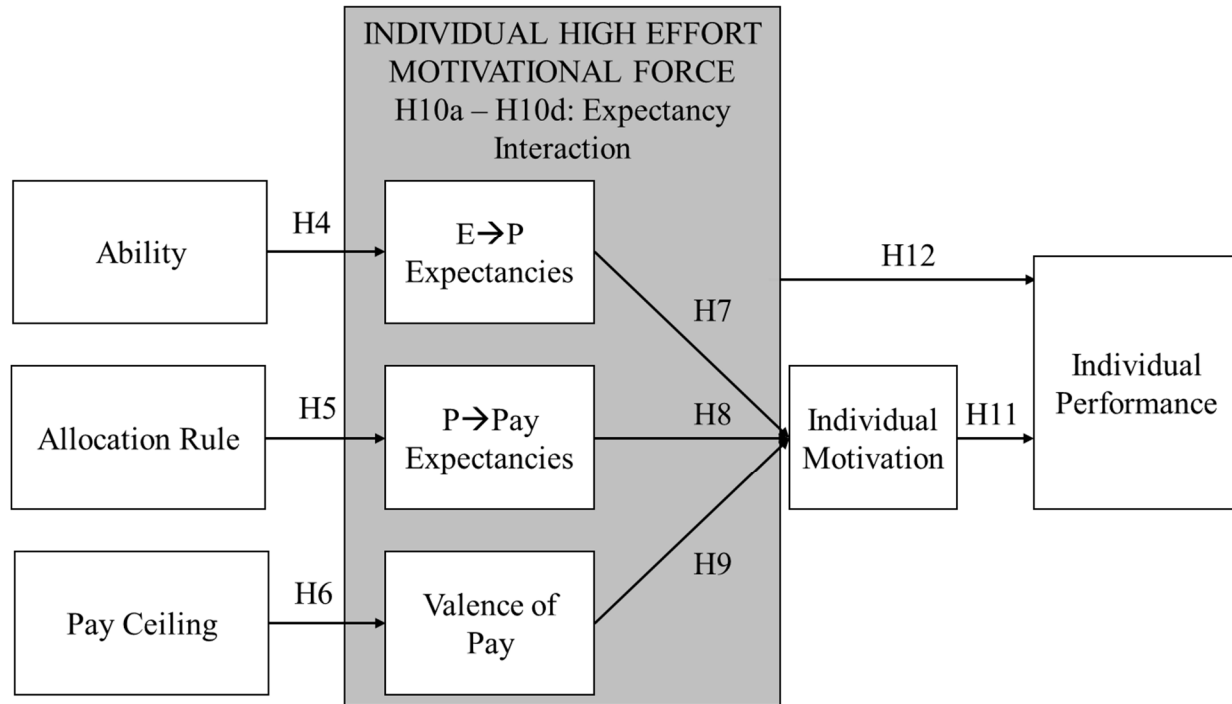 INDIVIDUAL HIGH EFFORT
MOTIVATIONAL FORCE
H10a – H10d: Expectancy
Interaction
Ability
H4
E→P
Expectancies
H7
H12
Individual
Performance
Allocation Rule
H5
P→Pay
Expectancies
H8
Individual
Motivation
H11
Pay Ceiling
H6
Valence of
Pay
H9